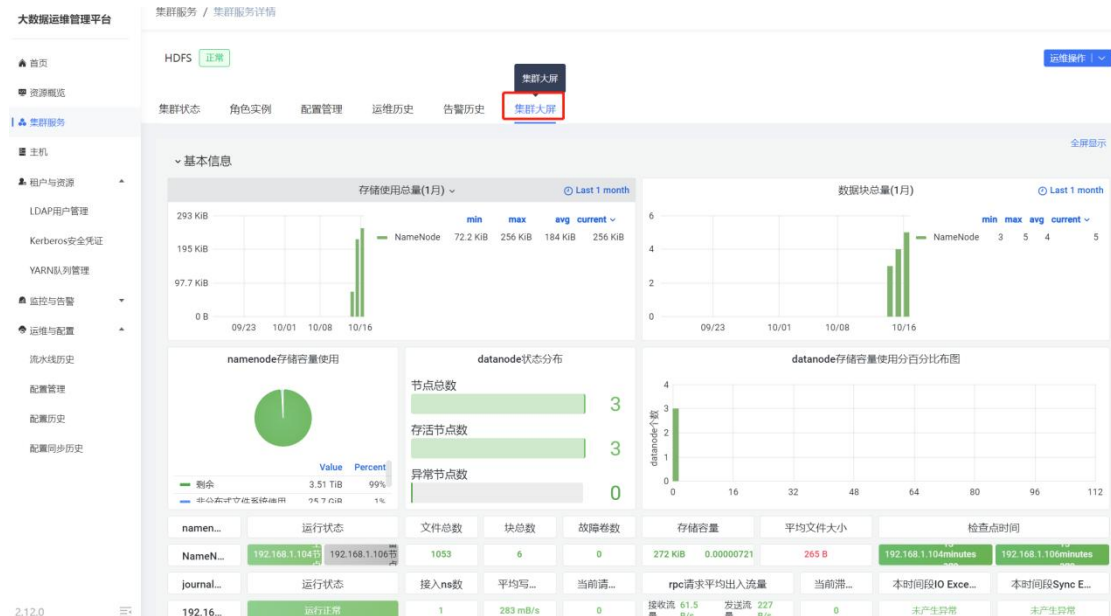 大数据运维管理平台
集群服务 / 集群服务详情
首页
资源概览
集群服务
主机
租户与资源
LDAP用户管理
Kerberos安全凭证
YARN队列管理
监控与告警
运维与配置
流水线历史
配置管理
配置历史
配置同步历史
2.12.0
HDFS 正常
运维操作
集群大屏
集群状态 角色实例 配置管理 运维历史 告警历史 集群大屏
全屏显示
基本信息
存储使用总量(1月) Last 1 month
min max avg current
NameNode 72.2 KiB 256 KiB 184 KiB 256 KiB
293 KiB
195 KiB
97.7 KiB
0 B
09/23 10/01 10/08 10/16
数据块总量(1月) Last 1 month
min max avg current
NameNode 3 5 4 5
6
4
2
0
09/23 10/01 10/08 10/16
namenode存储容量使用
Value Percent
剩余 3.51 TiB 99%
非分布式文件系统使用 25.7 GiB 1%
datanode状态分布
节点总数
3
存活节点数
3
异常节点数
0
datanode存储容量使用分百分比布图
datanode个数
4
3
2
1
0
0 16 32 48 64 80 96 112
namen... 运行状态 文件总数 块总数 故障卷数 存储容量 平均文件大小 检查点时间
NameN... 192.168.1.104节 192.168.1.106节 1053 6 0 272 KiB 0.00000721 265 B 192.168.1.104minutes 192.168.1.106minutes
journal... 运行状态 接入ns数 平均写... 当前请... rpc请求平均出入流量 当前滞... 本时间段IO Exce... 本时间段Sync E...
192.16... 运行正常 1 283 mB/s 0 接收流 61.5 发送流 227 0 未产生异常 未产生异常